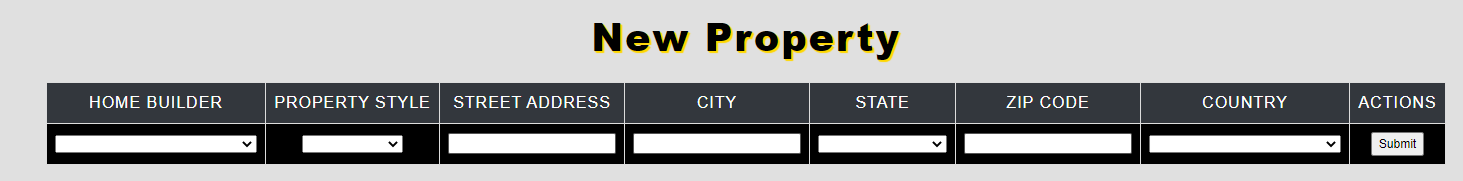 New Property
HOME BUILDER PROPERTY STYLE STREET ADDRESS CITY STATE ZIP CODE COUNTRY ACTIONS
Submit